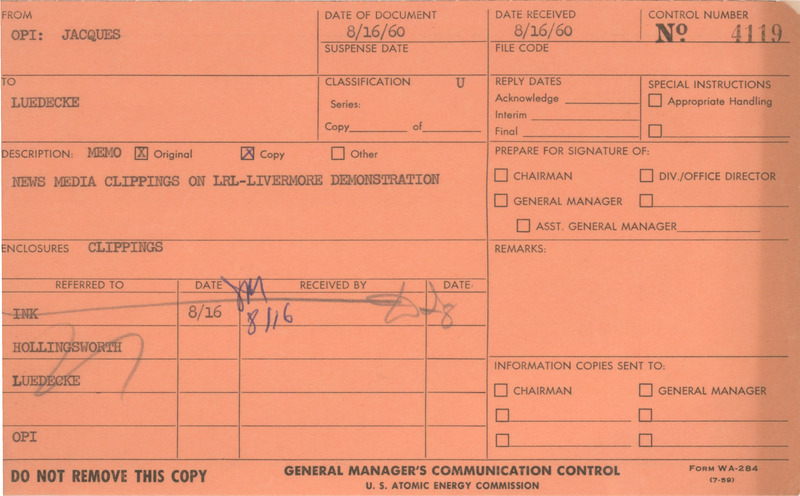 FROM
OPI: JACQUES
DATE OF DOCUMENT
8/16/60
SUSPENSE DATE
DATE RECEIVED
8/16/60
FILE CODE
CONTROL NUMBER
No 4119
TO
LUEDECKE
CLASSIFICATION U
Series:
Copy______ of______
REPLY DATES
Acknowledge
Interim
Final
SPECIAL INSTRUCTIONS
Appropriate Handling
DESCRIPTION: MEMO X Original X Copy Other
NEWS MEDIA CLIPPINGS ON LRL-LIVERMORE DEMONSTRATION
PREPARE FOR SIGNATURE OF:
CHAIRMAN
DIV./OFFICE DIRECTOR
GENERAL MANAGER
ASST. GENERAL MANAGER
ENCLOSURES CLIPPINGS
REMARKS:
REFERRED TO DATE RECEIVED BY DATE
INK 8/16 8/16
HOLLINGSWORTH
LUEDECKE
OPI
INFORMATION COPIES SENT TO:
CHAIRMAN
GENERAL MANAGER
DO NOT REMOVE THIS COPY
GENERAL MANAGER'S COMMUNICATION CONTROL
U. S. ATOMIC ENERGY COMMISSION
FORM WA-284
(7-59)